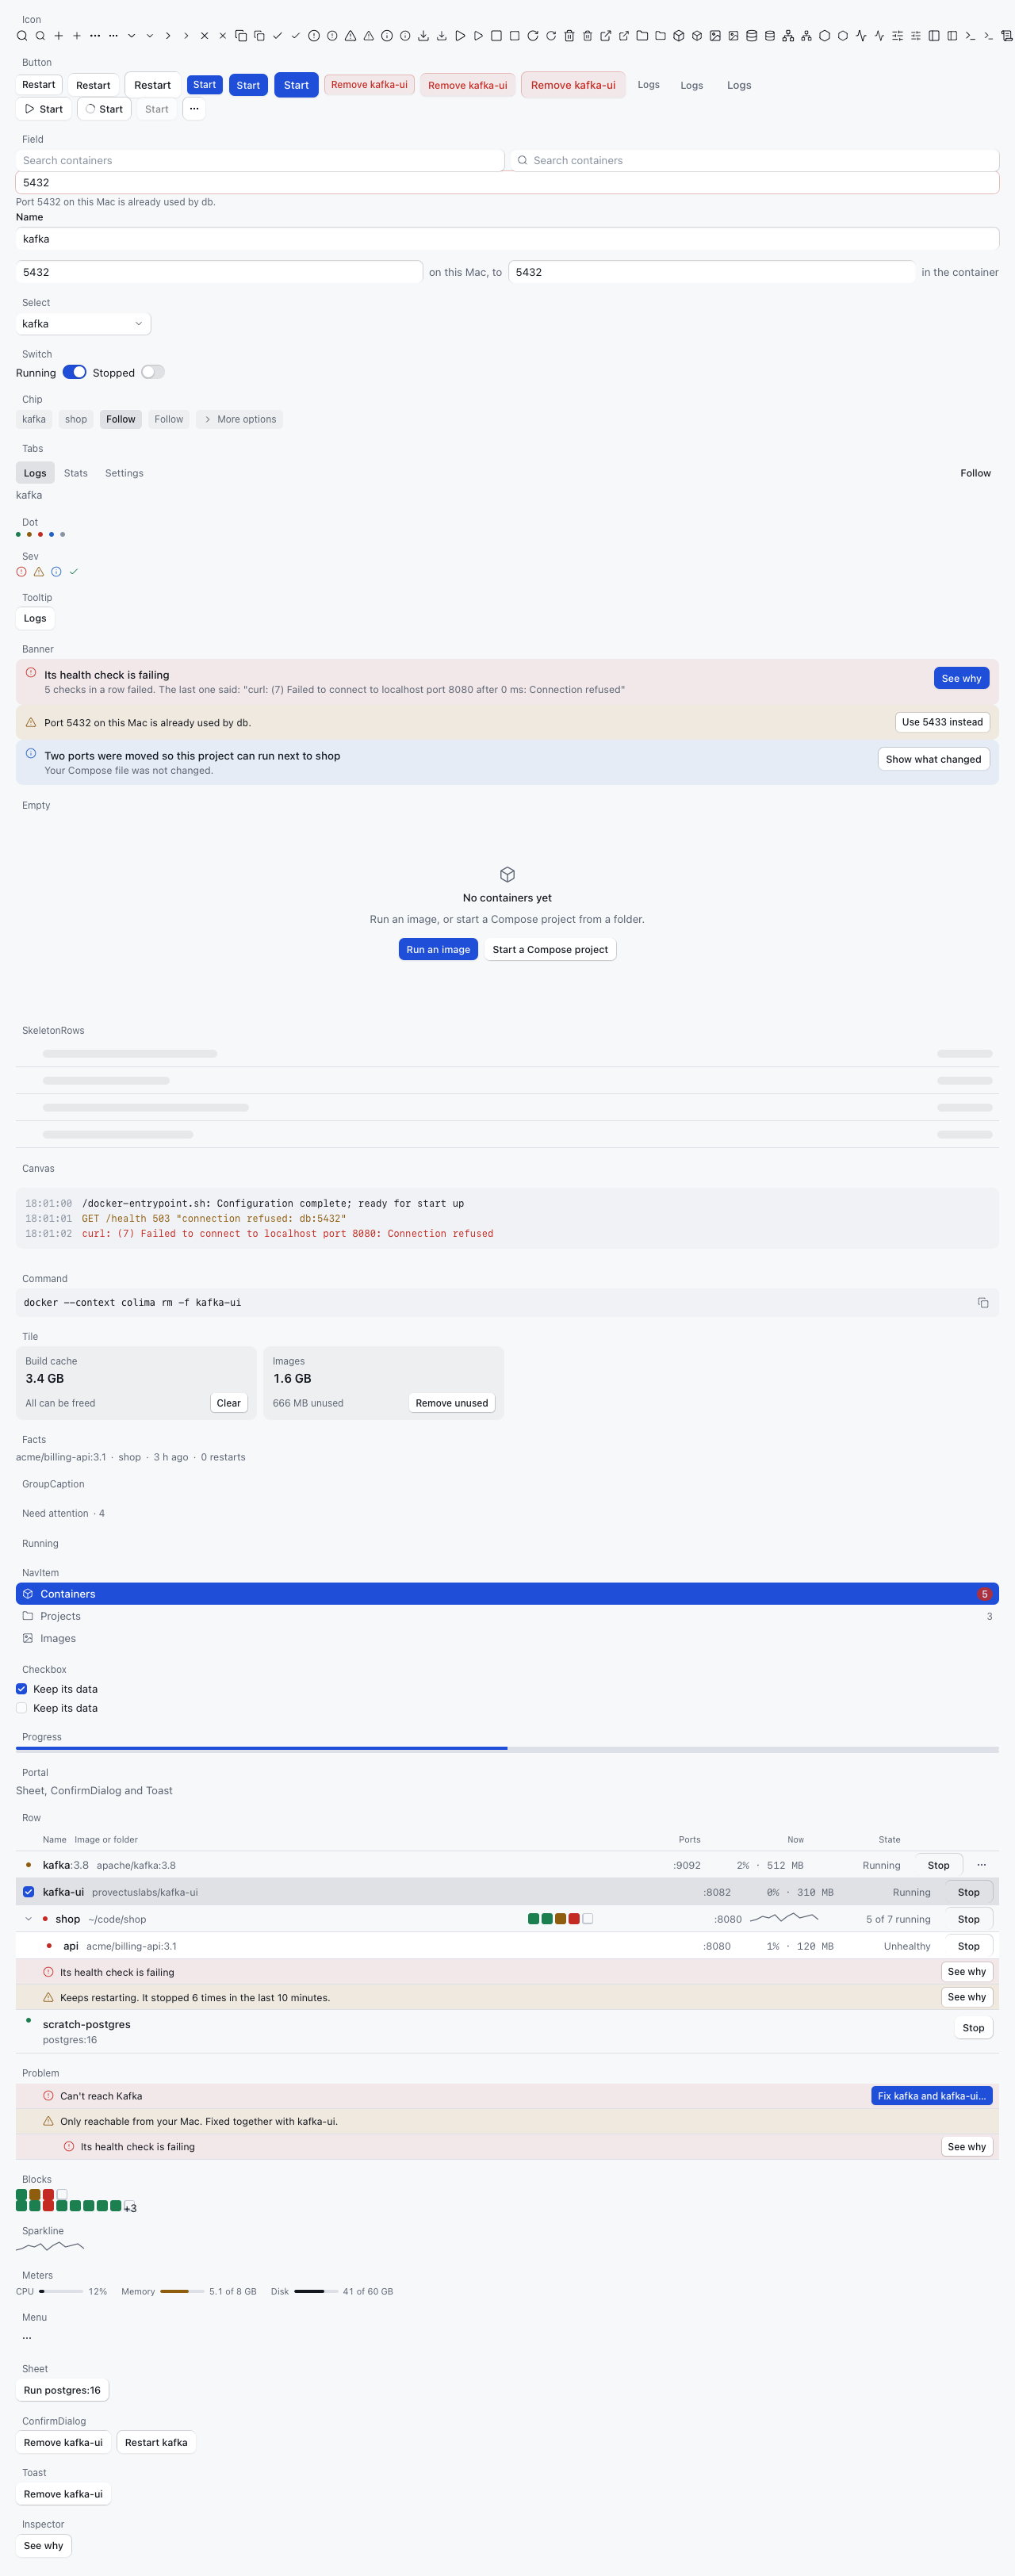 Icon
Button
Restart Restart Restart Start Start Start Remove kafka-ui Remove kafka-ui Remove kafka-ui Logs Logs Logs
Start Start Start
Field
Search containers Search containers
5432
Port 5432 on this Mac is already used by db.
Name
kafka
5432 on this Mac, to 5432 in the container
Select
kafka
Switch
Running Stopped
Chip
kafka shop Follow Follow More options
Tabs
Logs Stats Settings Follow
kafka
Dot
Sev
Tooltip
Logs
Banner
Its health check is failing
5 checks in a row failed. The last one said: "curl: (7) Failed to connect to localhost port 8080 after 0 ms: Connection refused"
See why
Port 5432 on this Mac is already used by db. Use 5433 instead
Two ports were moved so this project can run next to shop
Your Compose file was not changed.
Show what changed
Empty
No containers yet
Run an image, or start a Compose project from a folder.
Run an image Start a Compose project
SkeletonRows
Canvas
18:01:00 /docker-entrypoint.sh: Configuration complete; ready for start up
18:01:01 GET /health 503 "connection refused: db:5432"
18:01:02 curl: (7) Failed to connect to localhost port 8080: Connection refused
Command
docker --context colima rm -f kafka-ui
Tile
Build cache Images
3.4 GB 1.6 GB
All can be freed Clear 666 MB unused Remove unused
Facts
acme/billing-api:3.1 · shop · 3 h ago · 0 restarts
GroupCaption
Need attention · 4
Running
NavItem
Containers 5
Projects 3
Images
Checkbox
Keep its data
Keep its data
Progress
Portal
Sheet, ConfirmDialog and Toast
Row
Name Image or folder Ports Now State
kafka:3.8 apache/kafka:3.8 :9092 2% · 512 MB Running Stop
kafka-ui provectuslabs/kafka-ui :8082 0% · 310 MB Running Stop
shop ~/code/shop :8080 5 of 7 running Stop
api acme/billing-api:3.1 :8080 1% · 120 MB Unhealthy Stop
Its health check is failing See why
Keeps restarting. It stopped 6 times in the last 10 minutes. See why
scratch-postgres
postgres:16
Stop
Problem
Can't reach Kafka Fix kafka and kafka-ui...
Only reachable from your Mac. Fixed together with kafka-ui.
Its health check is failing See why
Blocks
+3
Sparkline
Meters
CPU 12% Memory 5.1 of 8 GB Disk 41 of 60 GB
Menu
Sheet
Run postgres:16
ConfirmDialog
Remove kafka-ui Restart kafka
Toast
Remove kafka-ui
Inspector
See why